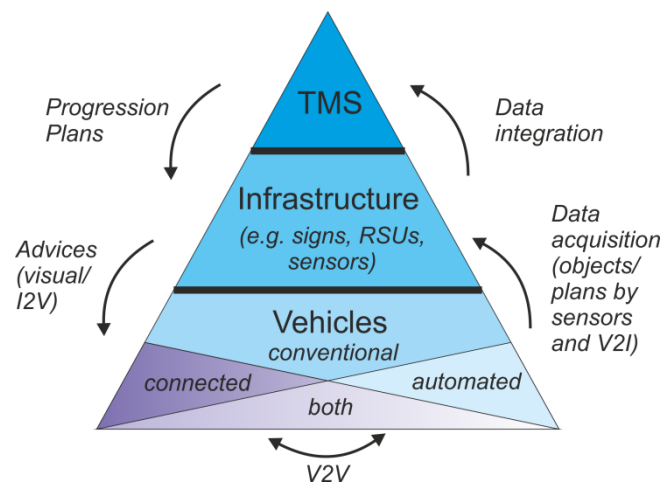 TMS
Progression
Plans
Data
integration
Infrastructure
(e.g. signs, RSUs,
sensors)
Advices
(visual/
I2V)
Data
acquisition
(objects/
plans by
sensors
and V2I)
Vehicles
conventional
connected
automated
both
V2V